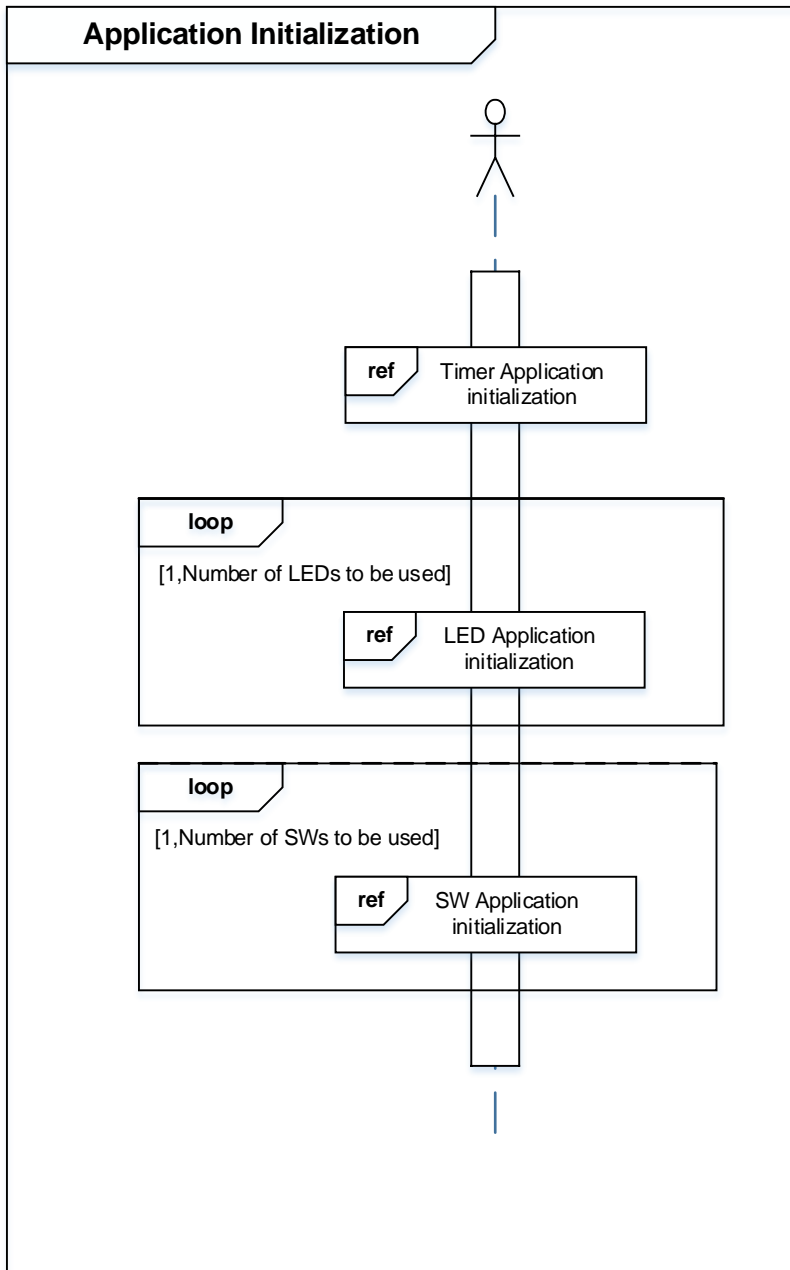 Application Initialization
ref
Timer Application
initialization
loop
[1,Number of LEDs to be used]
ref
LED Application
initialization
loop
[1,Number of SWs to be used]
ref
SW Application
initialization